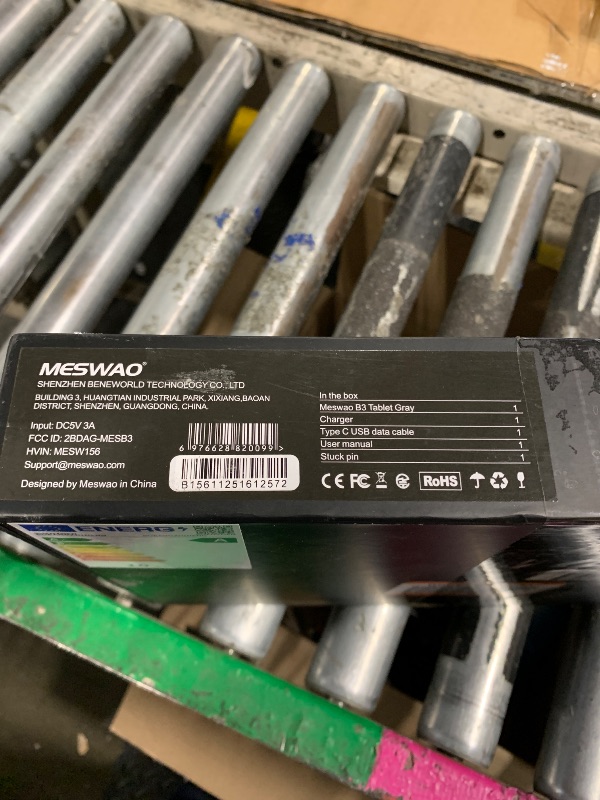 MESWAO®
SHENZHEN BENEWORLD TECHNOLOGY CO., LTD
BUILDING 3, HUANGTIAN INDUSTRIAL PARK, XIXIANG,BAOAN
DISTRICT, SHENZHEN, GUANGDONG, CHINA.
Input: DC5V 3A
FCC ID: 2BDAG-MESB3
HVIN: MESW156
Support@meswao.com
Designed by Meswao in China
6 976628 820099 >
B15611251612572
In the box
Meswao B3 Tablet Gray 1
Charger 1
Type C USB data cable 1
User manual 1
Stuck pin 1
CE FC RoHS
ENERG
A